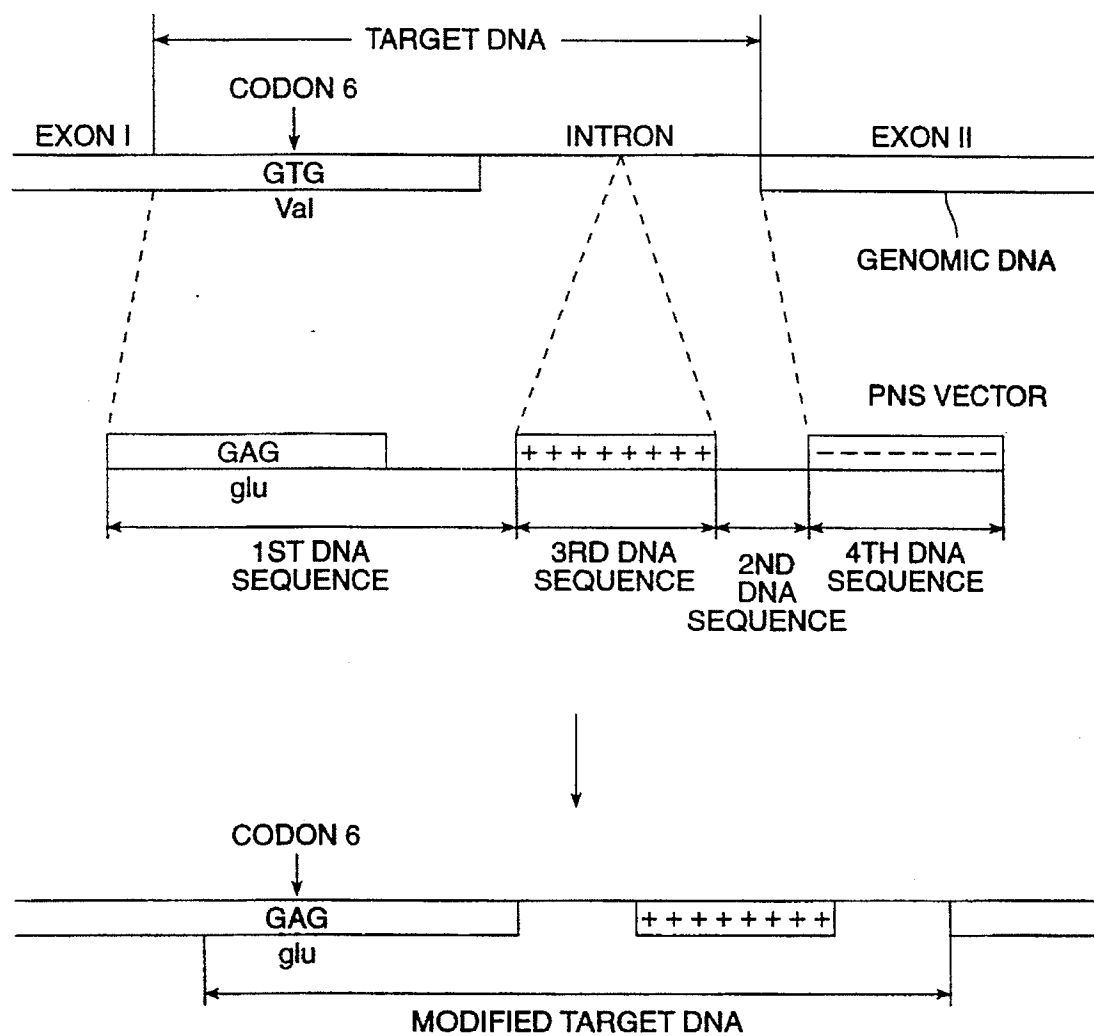 TARGET DNA
CODON 6
EXON I
INTRON
EXON II
GTG
Val
GENOMIC DNA
PNS VECTOR
GAG
+ + + + + + + +
− − − − − − − −
glu
1ST DNA
SEQUENCE
3RD DNA
SEQUENCE
2ND
DNA
SEQUENCE
4TH DNA
SEQUENCE
CODON 6
GAG
+ + + + + + + +
glu
MODIFIED TARGET DNA